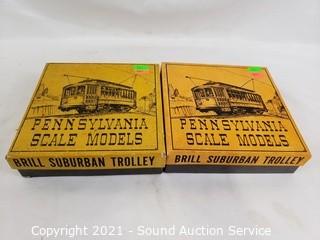 PENNSYLVANIA
SCALE MODELS
BRILL SUBURBAN TROLLEY
PENNSYLVANIA
SCALE MODELS
BRILL SUBURBAN TROLLEY
Copyright 2021 - Sound Auction Service